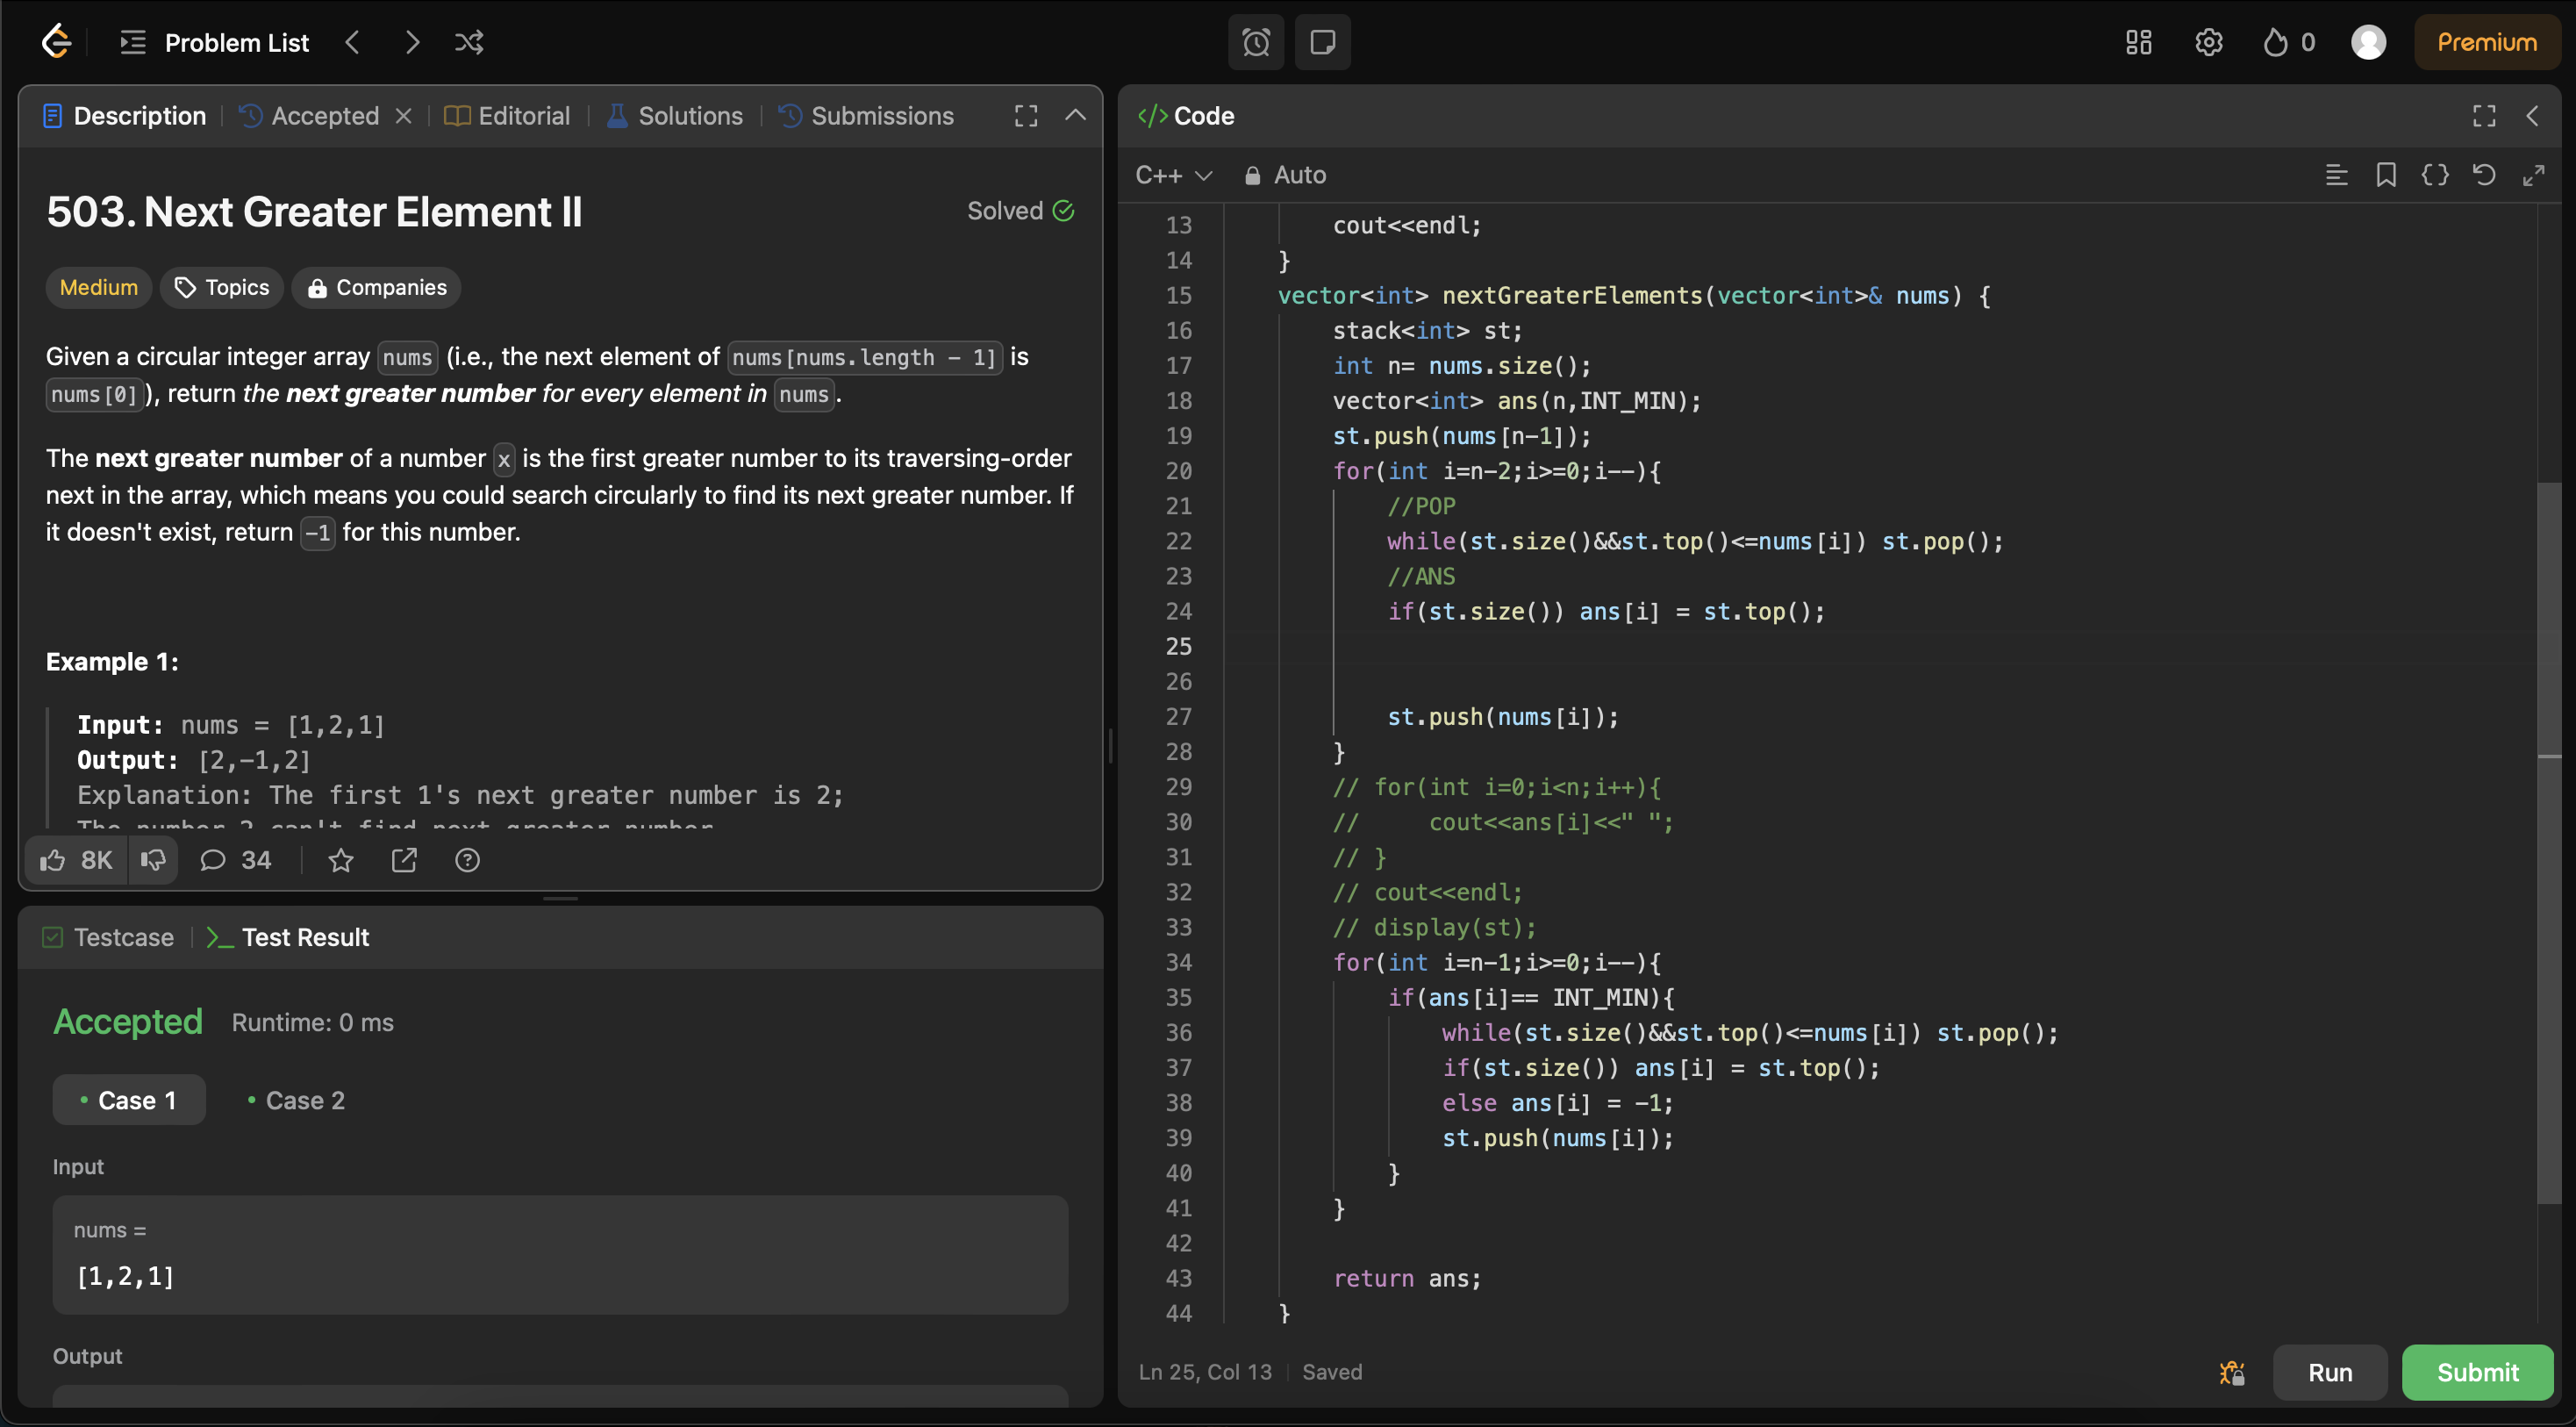 Problem List
0
Premium
Description
Accepted
Editorial
Solutions
Submissions
503. Next Greater Element II
Solved
Medium
Topics
Companies
Given a circular integer array nums (i.e., the next element of nums[nums.length - 1] is
nums[0]), return the next greater number for every element in nums.
The next greater number of a number x is the first greater number to its traversing-order
next in the array, which means you could search circularly to find its next greater number. If
it doesn't exist, return -1 for this number.
Example 1:
Input: nums = [1,2,1]
Output: [2,-1,2]
Explanation: The first 1's next greater number is 2;
The number 2 can't find next greater number.
8K
34
Testcase
>_ Test Result
Accepted Runtime: 0 ms
Case 1
Case 2
Input
nums =
[1,2,1]
Output
</> Code
C++
Auto
13 cout<<endl;
14 }
15 vector<int> nextGreaterElements(vector<int>& nums) {
16 stack<int> st;
17 int n= nums.size();
18 vector<int> ans(n,INT_MIN);
19 st.push(nums[n-1]);
20 for(int i=n-2;i>=0;i--){
21 //POP
22 while(st.size()&&st.top()<=nums[i]) st.pop();
23 //ANS
24 if(st.size()) ans[i] = st.top();
25
26
27 st.push(nums[i]);
28 }
29 // for(int i=0;i<n;i++){
30 //     cout<<ans[i]<<" ";
31 // }
32 // cout<<endl;
33 // display(st);
34 for(int i=n-1;i>=0;i--){
35 if(ans[i]== INT_MIN){
36 while(st.size()&&st.top()<=nums[i]) st.pop();
37 if(st.size()) ans[i] = st.top();
38 else ans[i] = -1;
39 st.push(nums[i]);
40 }
41 }
42
43 return ans;
44 }
Ln 25, Col 13
Saved
Run
Submit